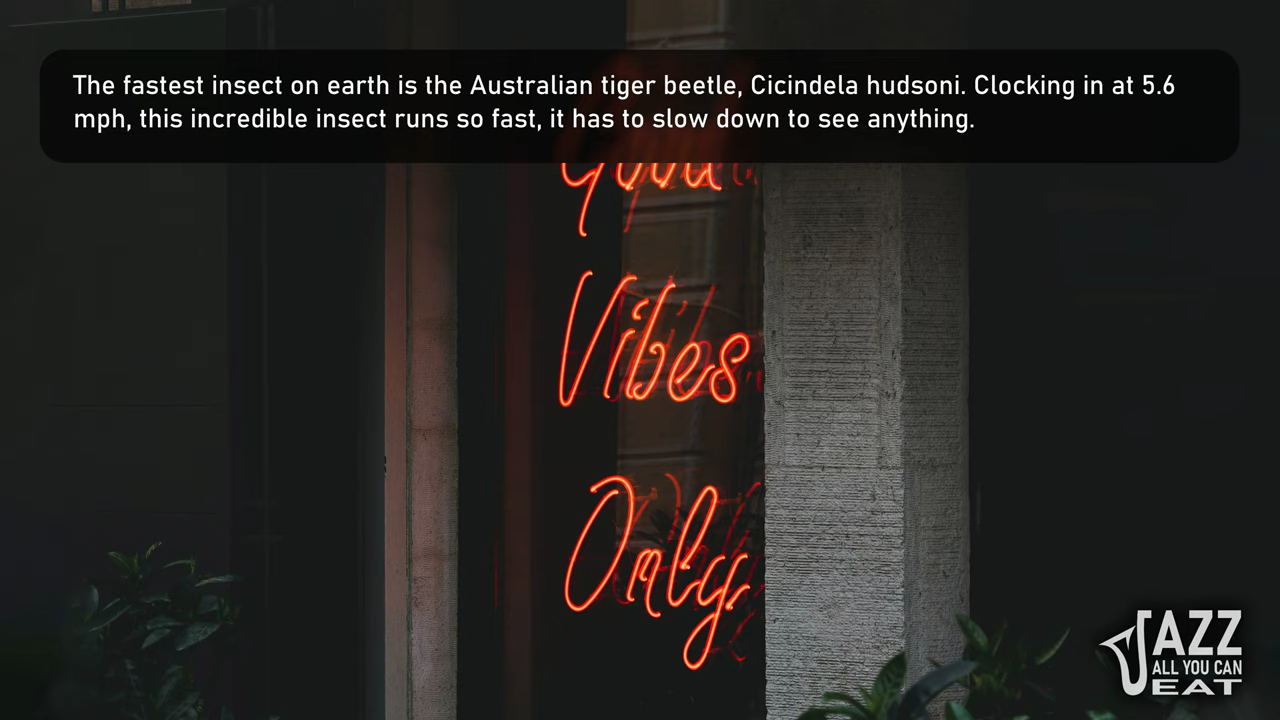 The fastest insect on earth is the Australian tiger beetle, Cicindela hudsoni. Clocking in at 5.6
mph, this incredible insect runs so fast, it has to slow down to see anything.
Good
Vibes
Only
JAZZ
ALL YOU CAN
EAT